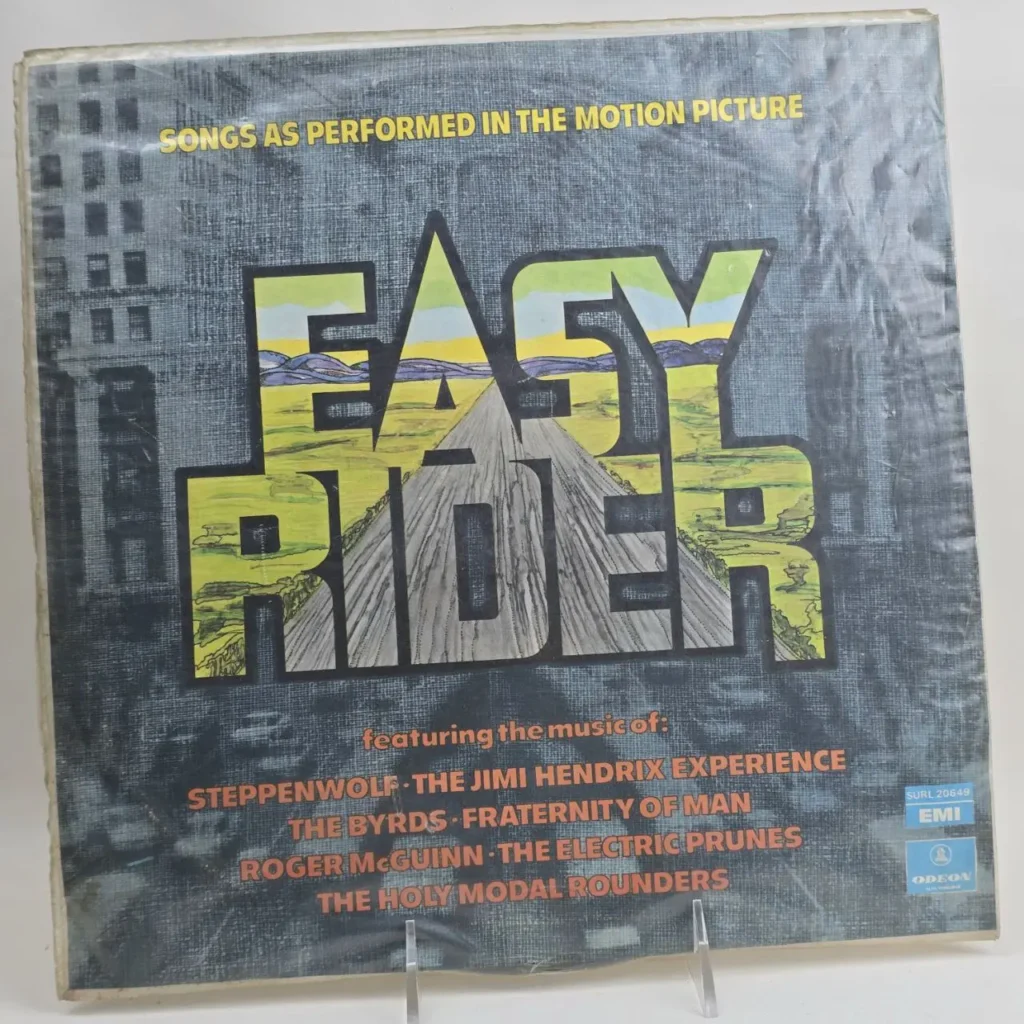 SONGS AS PERFORMED IN THE MOTION PICTURE
EASY
RIDER
featuring the music of:
STEPPENWOLF · THE JIMI HENDRIX EXPERIENCE
THE BYRDS · FRATERNITY OF MAN
ROGER McGUINN · THE ELECTRIC PRUNES
THE HOLY MODAL ROUNDERS
SURL 20649
EMI
ODEON